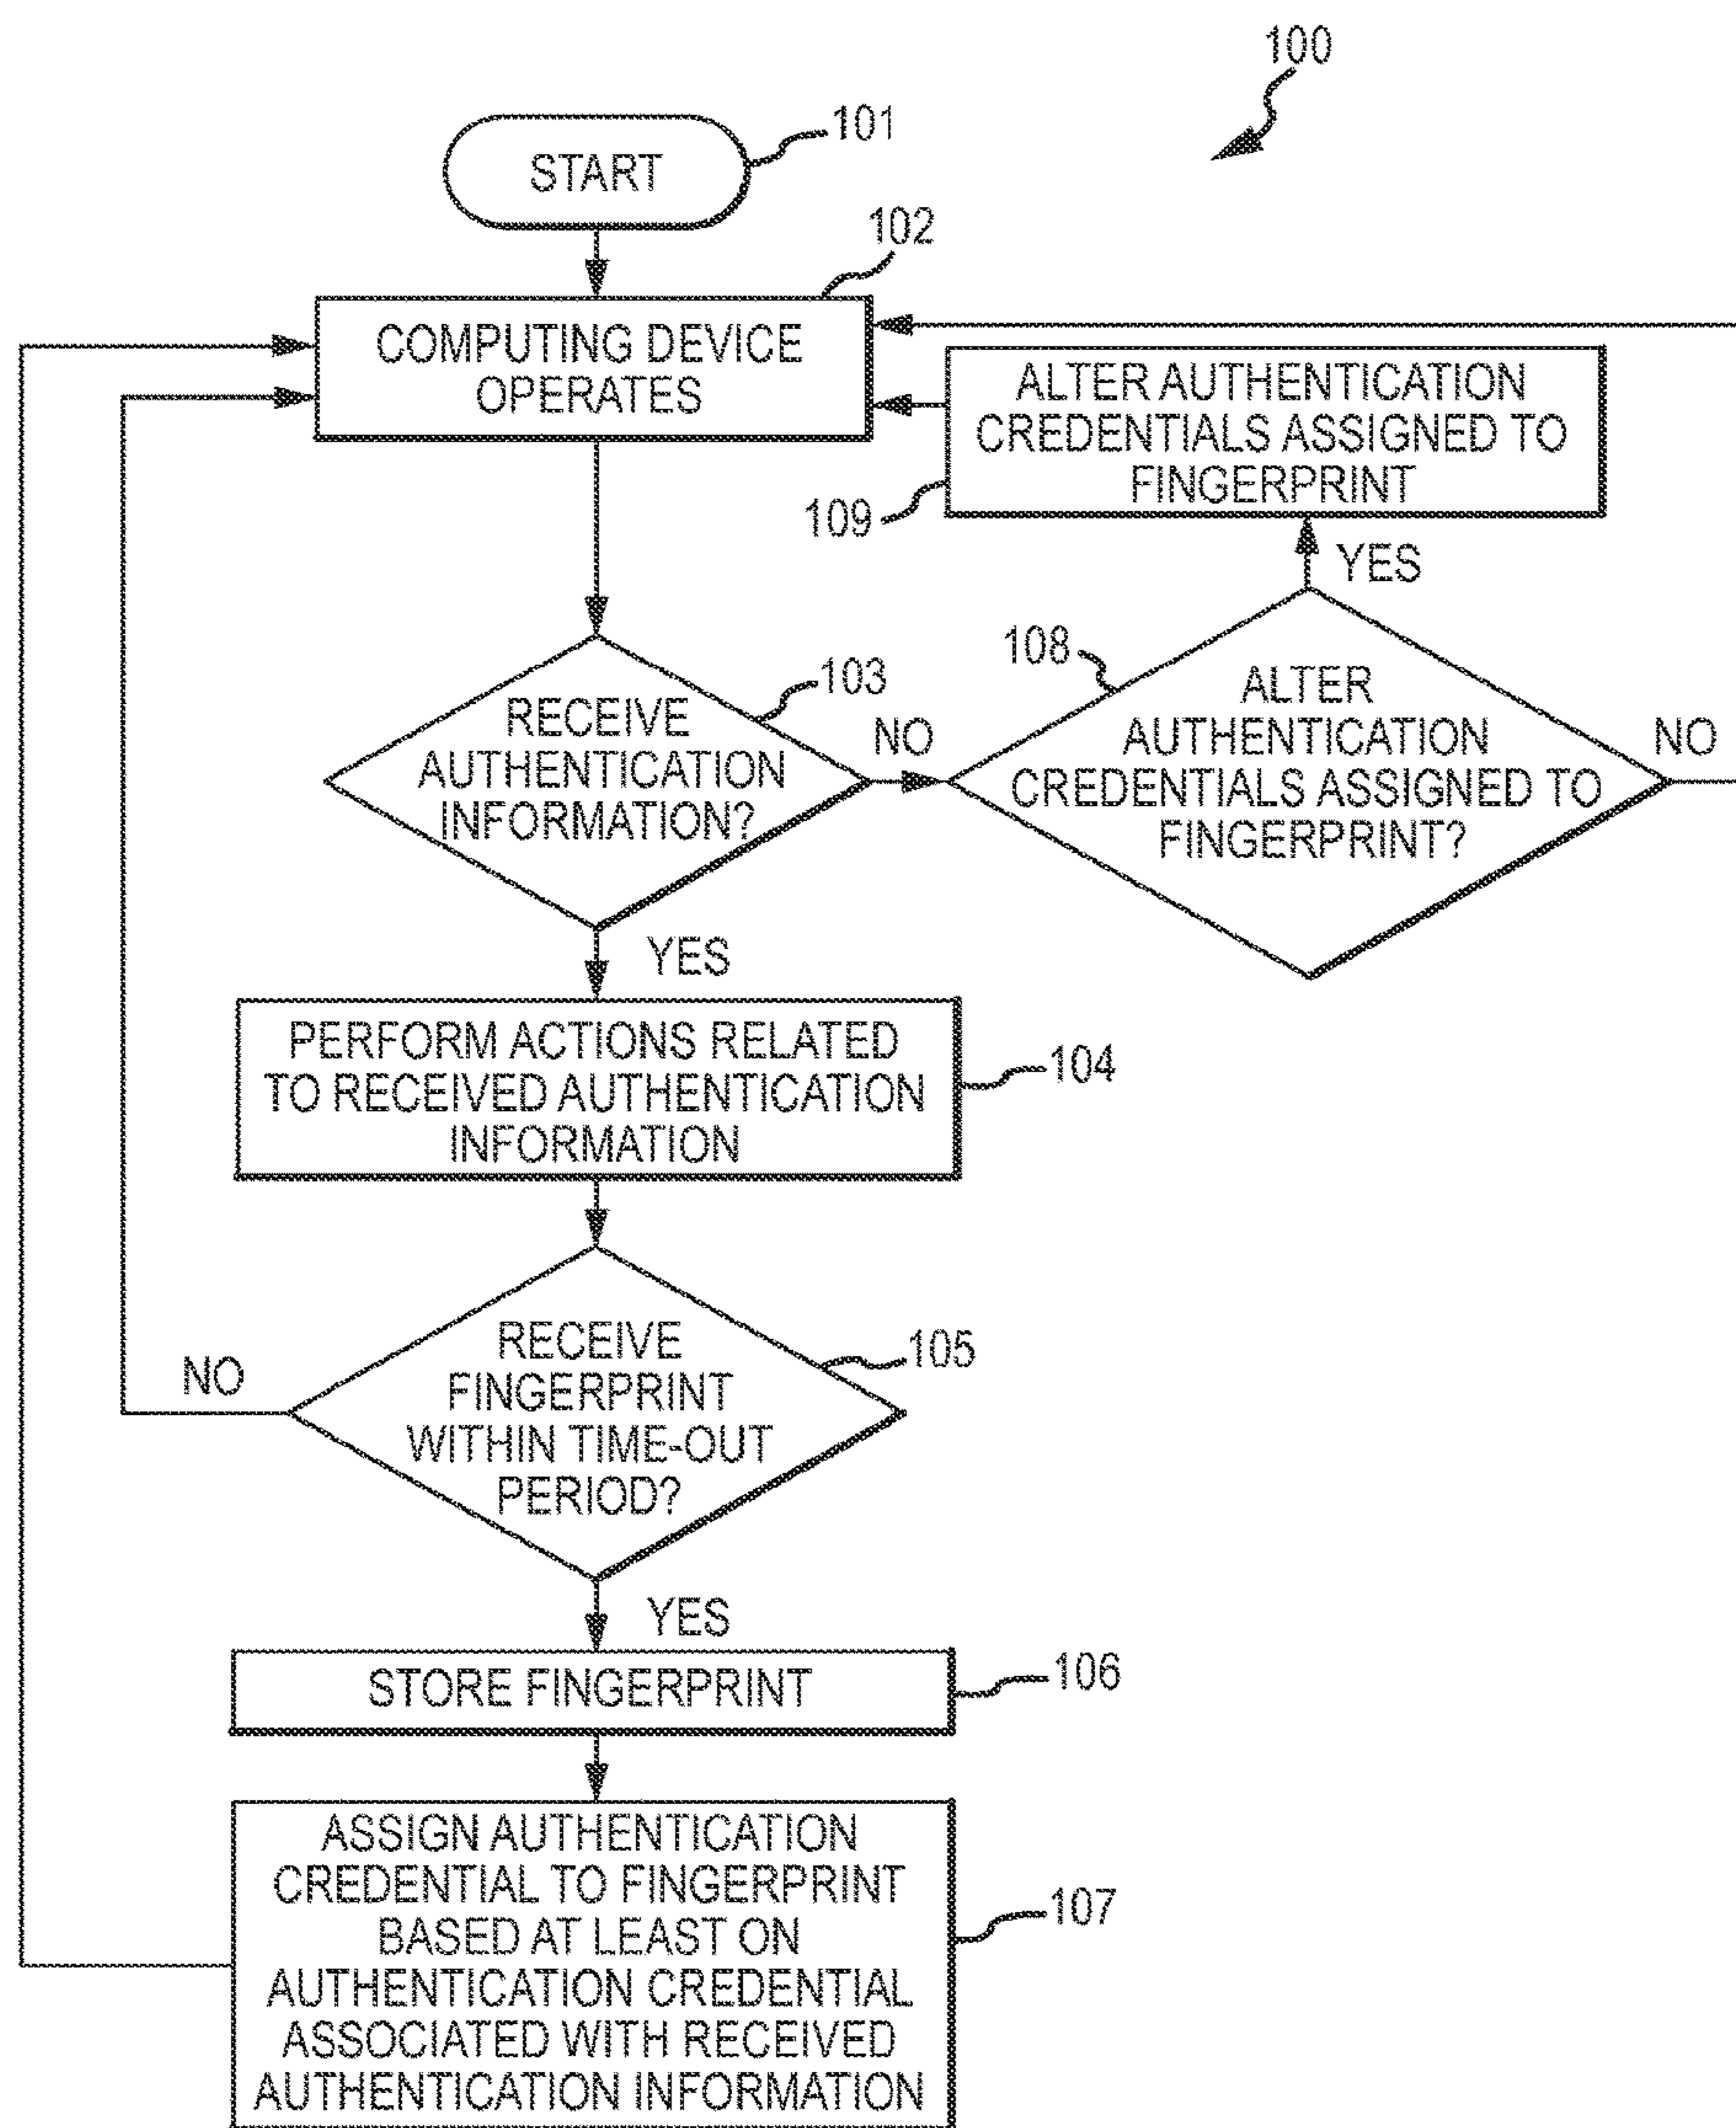 100
START
101
102
COMPUTING DEVICE
OPERATES
ALTER AUTHENTICATION
CREDENTIALS ASSIGNED TO
FINGERPRINT
109
YES
RECEIVE
AUTHENTICATION
INFORMATION?
103
NO
108
ALTER
AUTHENTICATION
CREDENTIALS ASSIGNED TO
FINGERPRINT?
NO
YES
PERFORM ACTIONS RELATED
TO RECEIVED AUTHENTICATION
INFORMATION
104
RECEIVE
FINGERPRINT
WITHIN TIME-OUT
PERIOD?
105
NO
YES
STORE FINGERPRINT
106
ASSIGN AUTHENTICATION
CREDENTIAL TO FINGERPRINT
BASED AT LEAST ON
AUTHENTICATION CREDENTIAL
ASSOCIATED WITH RECEIVED
AUTHENTICATION INFORMATION
107